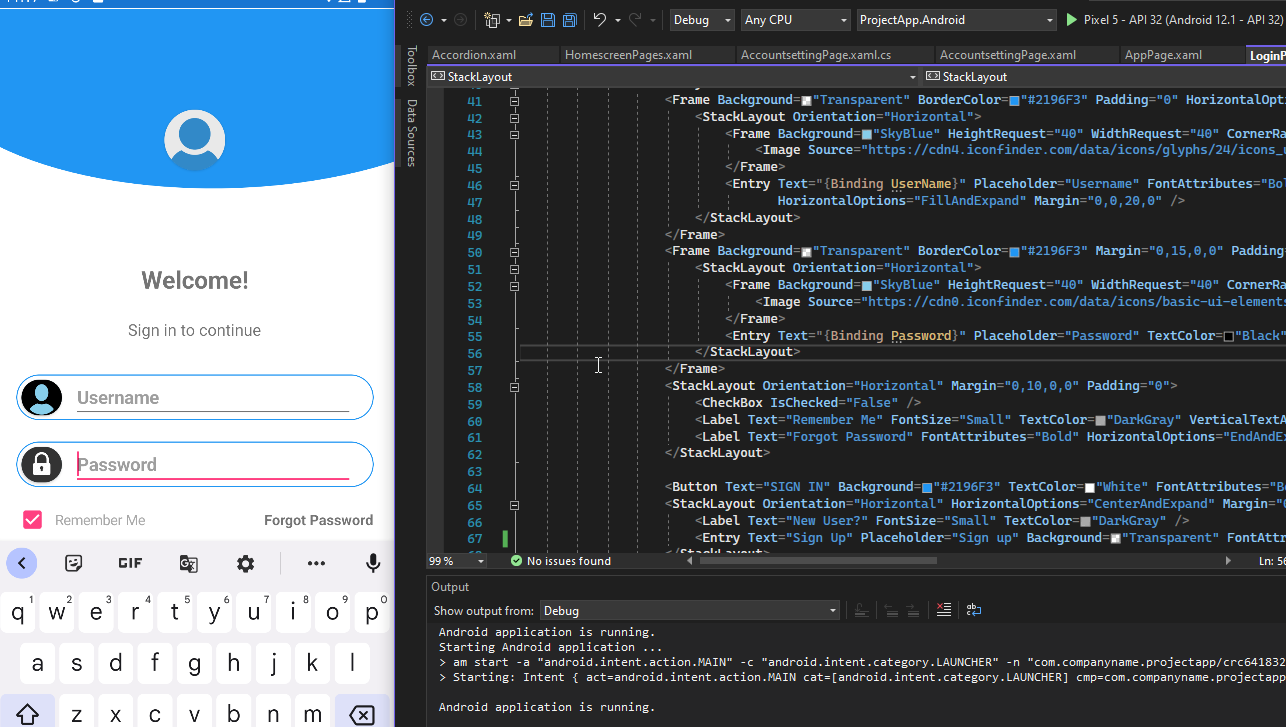 Welcome!
Sign in to continue
Username
Password
Remember Me
Forgot Password
GIF
q1 w2 e3 r4 t5 y6 u7 i8 o9 p0
a s d f g h j k l
z x c v b n m
Debug
Any CPU
ProjectApp.Android
Pixel 5 - API 32 (Android 12.1 - API 32)
Toolbox
Data Sources
Accordion.xaml
HomescreenPages.xaml
AccountsettingPage.xaml.cs
AccountsettingPage.xaml
AppPage.xaml
LoginP
StackLayout
StackLayout
41 <Frame Background="Transparent" BorderColor="#2196F3" Padding="0" HorizontalOpti
42 <StackLayout Orientation="Horizontal">
43 <Frame Background="SkyBlue" HeightRequest="40" WidthRequest="40" CornerRa
44 <Image Source="https://cdn4.iconfinder.com/data/icons/glyphs/24/icons_u
45 </Frame>
46 <Entry Text="{Binding UserName}" Placeholder="Username" FontAttributes="Bol
47 HorizontalOptions="FillAndExpand" Margin="0,0,20,0" />
48 </StackLayout>
49 </Frame>
50 <Frame Background="Transparent" BorderColor="#2196F3" Margin="0,15,0,0" Padding
51 <StackLayout Orientation="Horizontal">
52 <Frame Background="SkyBlue" HeightRequest="40" WidthRequest="40" CornerRa
53 <Image Source="https://cdn0.iconfinder.com/data/icons/basic-ui-elements
54 </Frame>
55 <Entry Text="{Binding Password}" Placeholder="Password" TextColor="Black"
56 </StackLayout>
57 </Frame>
58 <StackLayout Orientation="Horizontal" Margin="0,10,0,0" Padding="0">
59 <CheckBox IsChecked="False" />
60 <Label Text="Remember Me" FontSize="Small" TextColor="DarkGray" VerticalTextA
61 <Label Text="Forgot Password" FontAttributes="Bold" HorizontalOptions="EndAndEx
62 </StackLayout>
63
64 <Button Text="SIGN IN" Background="#2196F3" TextColor="White" FontAttributes="Bo
65 <StackLayout Orientation="Horizontal" HorizontalOptions="CenterAndExpand" Margin="
66 <Label Text="New User?" FontSize="Small" TextColor="DarkGray" />
67 <Entry Text="Sign Up" Placeholder="Sign up" Background="Transparent" FontAttr
99 %
No issues found
Ln: 56
Output
Show output from:
Debug
Android application is running.
Starting Android application ...
> am start -a "android.intent.action.MAIN" -c "android.intent.category.LAUNCHER" -n "com.companyname.projectapp/crc641832
> Starting: Intent { act=android.intent.action.MAIN cat=[android.intent.category.LAUNCHER] cmp=com.companyname.projectapp
Android application is running.